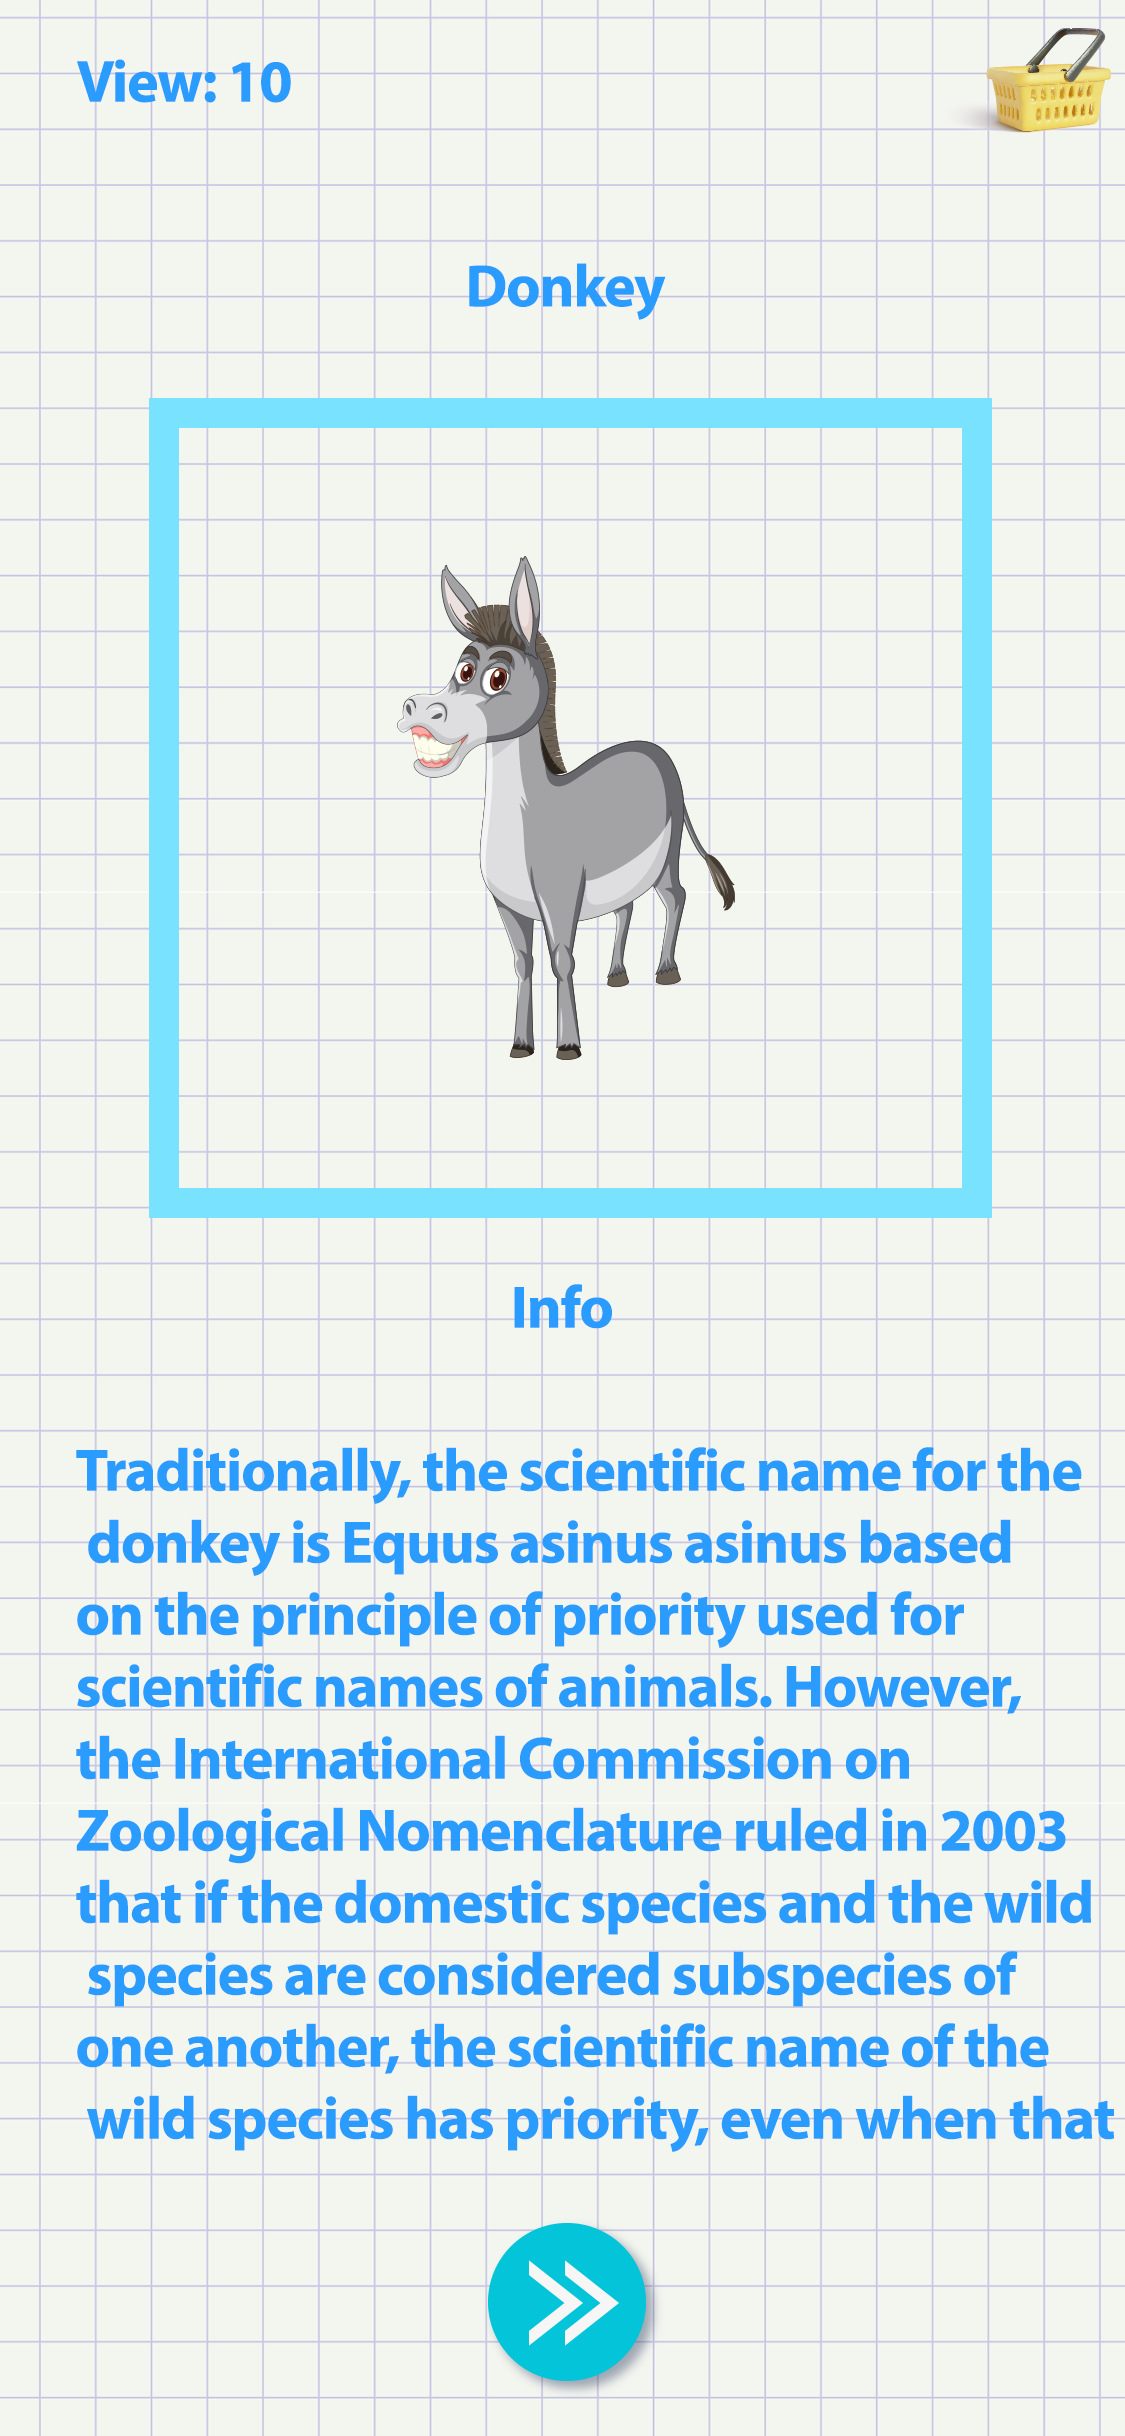 View: 10
Donkey
Info
Traditionally, the scientific name for the
donkey is Equus asinus asinus based
on the principle of priority used for
scientific names of animals. However,
the International Commission on
Zoological Nomenclature ruled in 2003
that if the domestic species and the wild
species are considered subspecies of
one another, the scientific name of the
wild species has priority, even when that